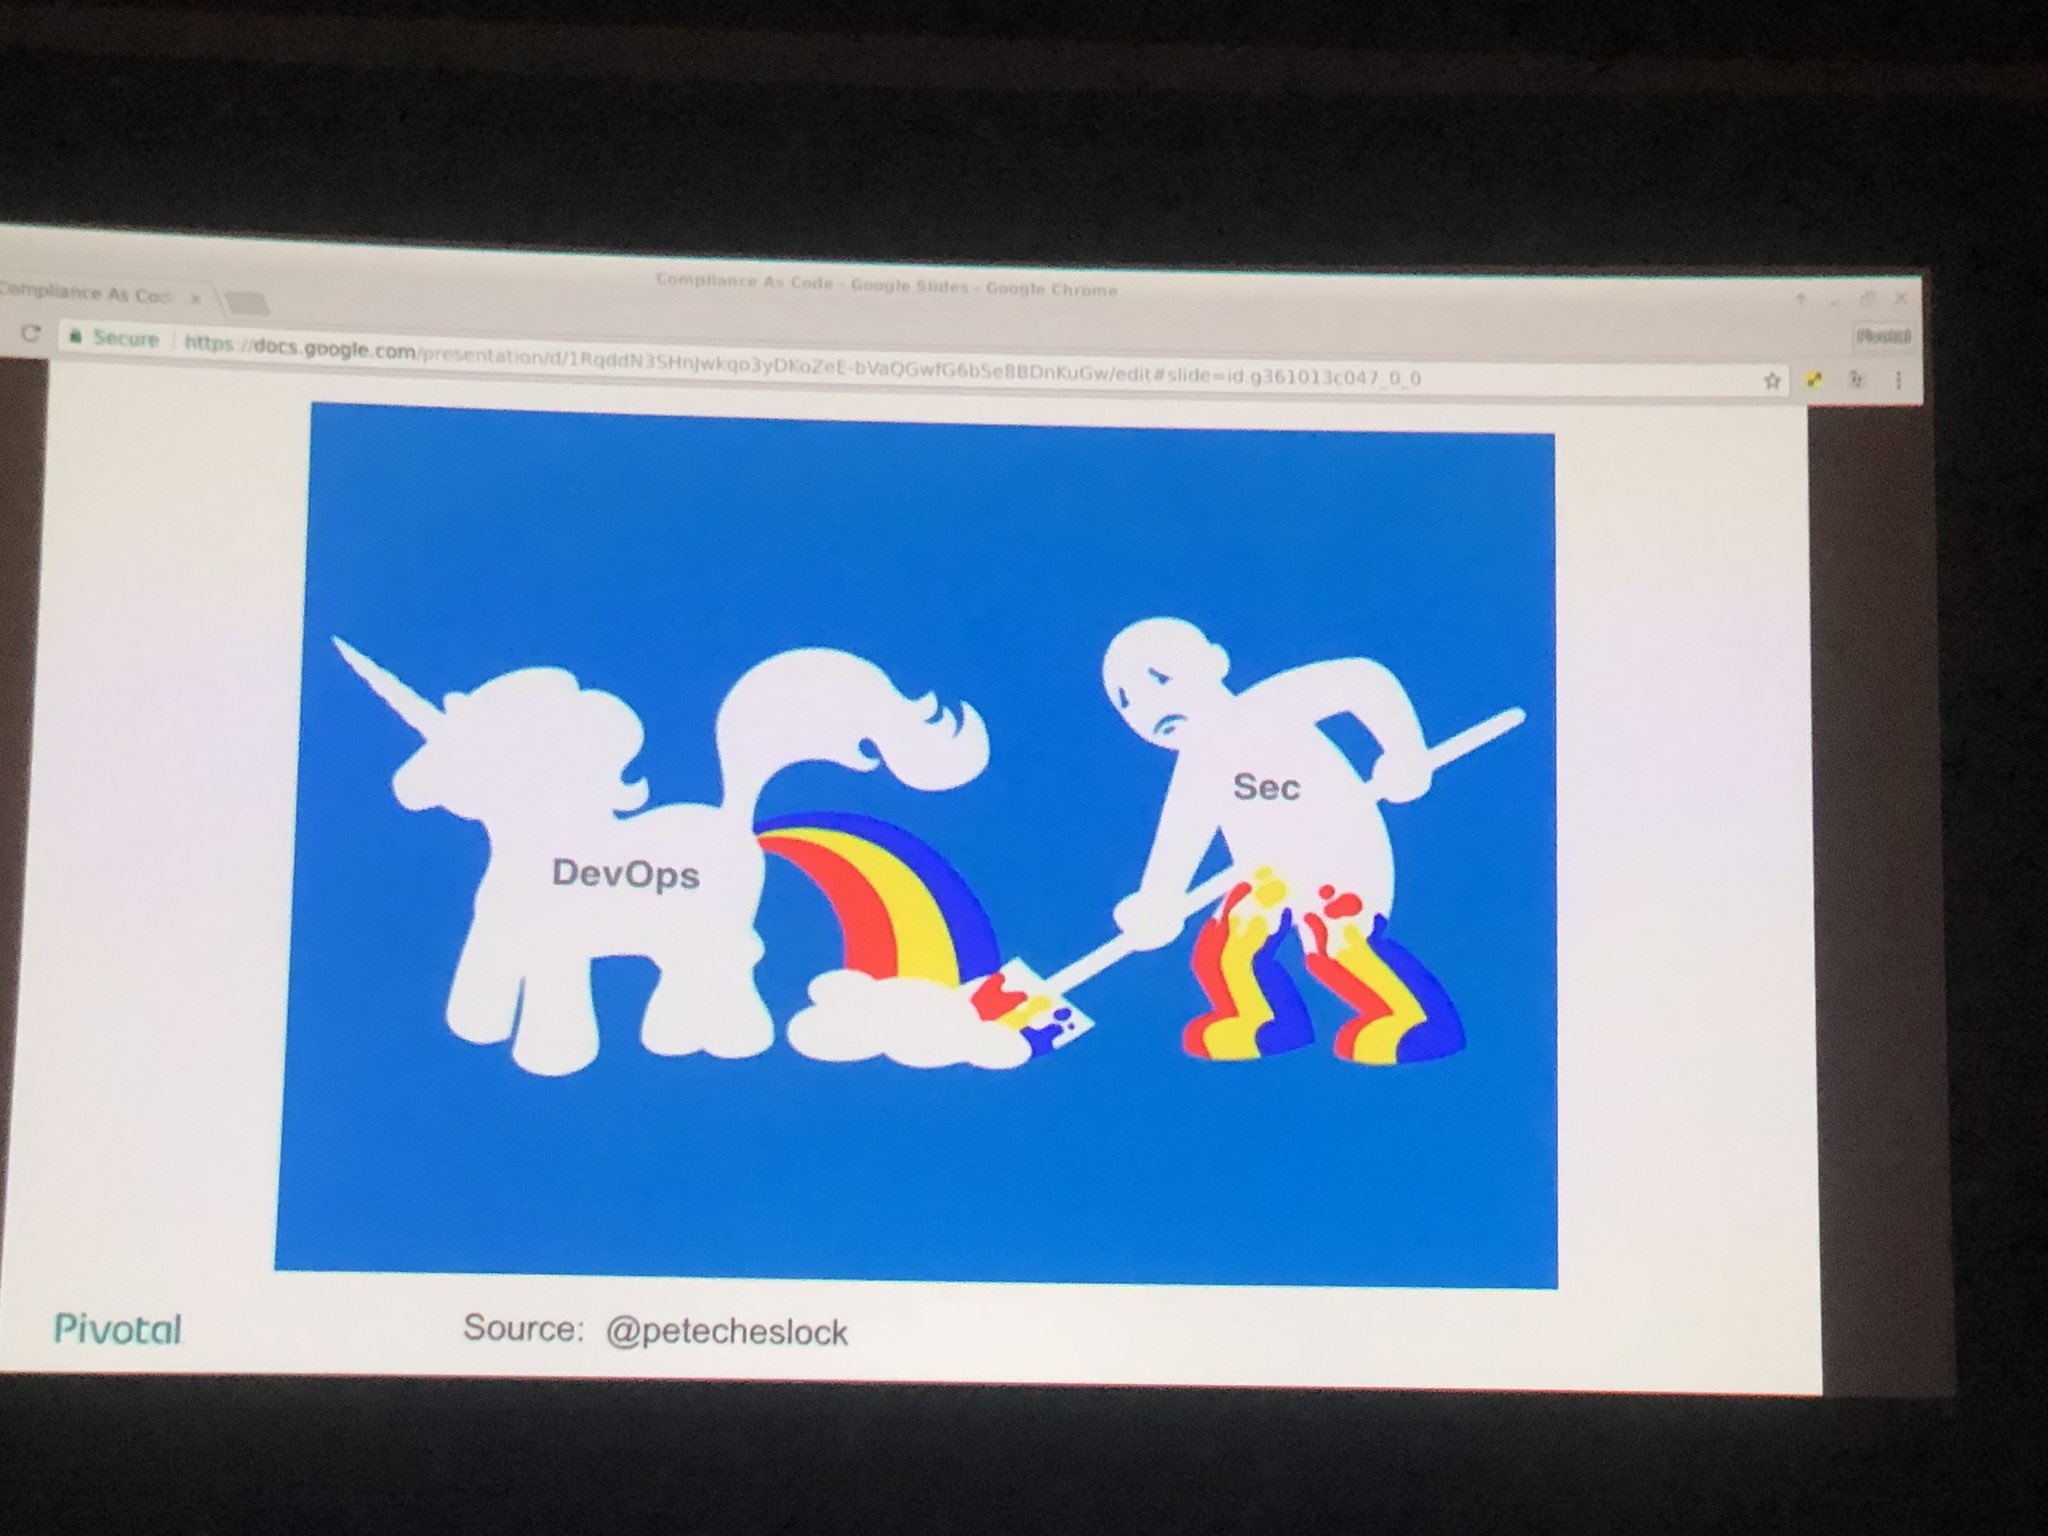 Compliance As Code - Google Slides - Google Chrome
Compliance As Cod
Secure https://docs.google.com/presentation/d/1RqddN3SHnJwkqo3yDKoZeE-bVaQGwfG6bSe8BDnKuGw/edit#slide=id.g361013c047_0_0
Sec
DevOps
Pivotal
Source: @petecheslock